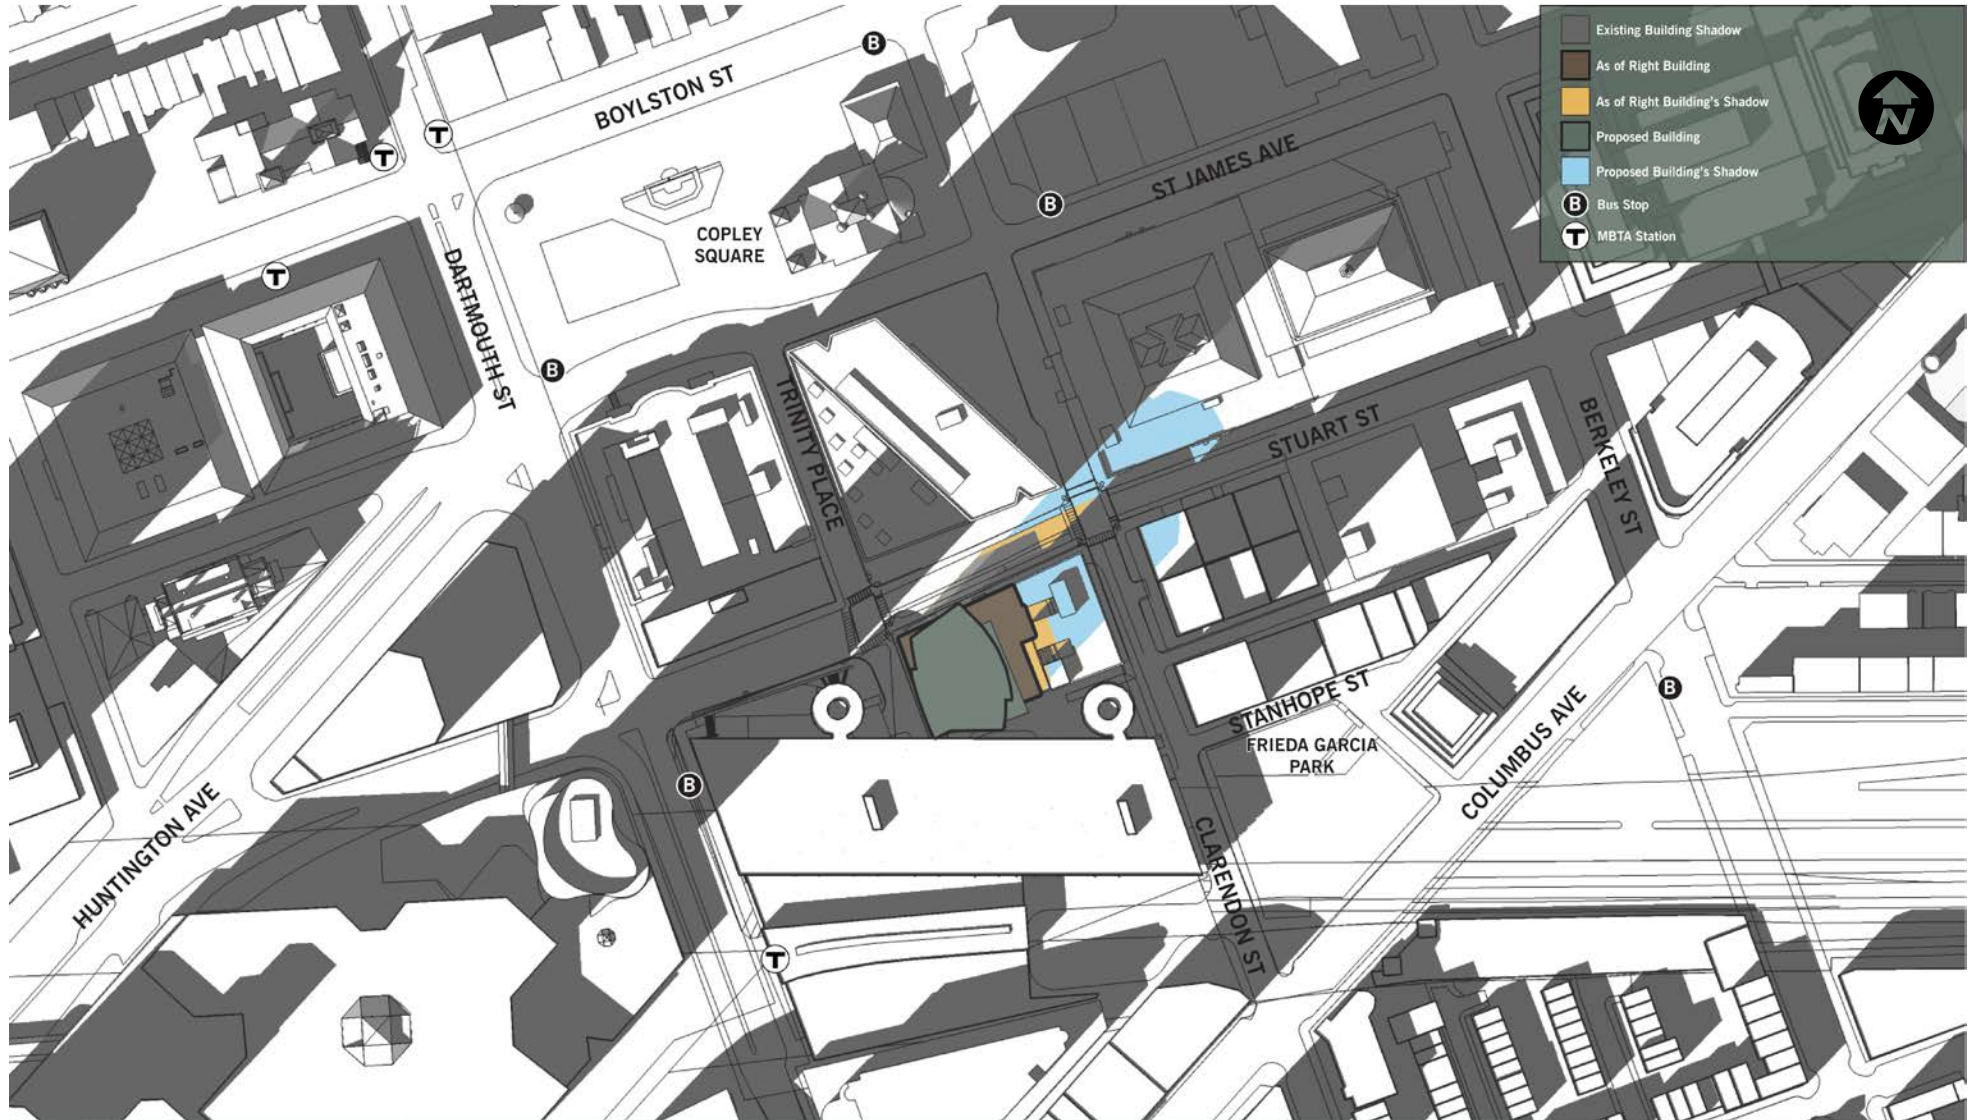 Existing Building Shadow
As of Right Building
As of Right Building's Shadow
Proposed Building
Proposed Building's Shadow
B Bus Stop
T MBTA Station
N
B
BOYLSTON ST
T
T
ST JAMES AVE
B
COPLEY
SQUARE
T
DARTMOUTH ST
B
TRINITY PLACE
STUART ST
BERKELEY ST
STANHOPE ST
B
FRIEDA GARCIA
PARK
COLUMBUS AVE
B
HUNTINGTON AVE
CLARENDON ST
T